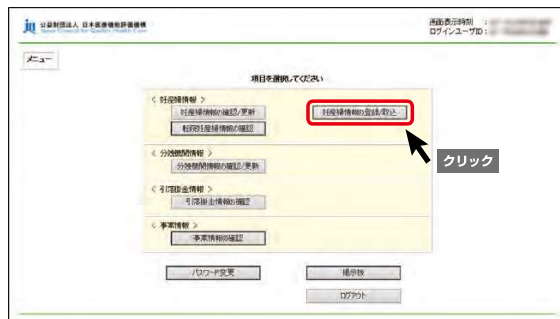 公益財団法人 日本医療機能評価機構
Japan Council for Quality Health Care
画面表示時刻 :
ログインユーザID :
メニュー
項目を選択してください
< 妊産婦情報 >
妊産婦情報の確認/更新
妊産婦情報の登録/取込
転院妊産婦情報の確認
クリック
< 分娩機関情報 >
分娩機関情報の確認/更新
< 引落掛金情報 >
引落掛金情報の確認
< 事案情報 >
事案情報の確認
パスワード変更
掲示板
ログアウト